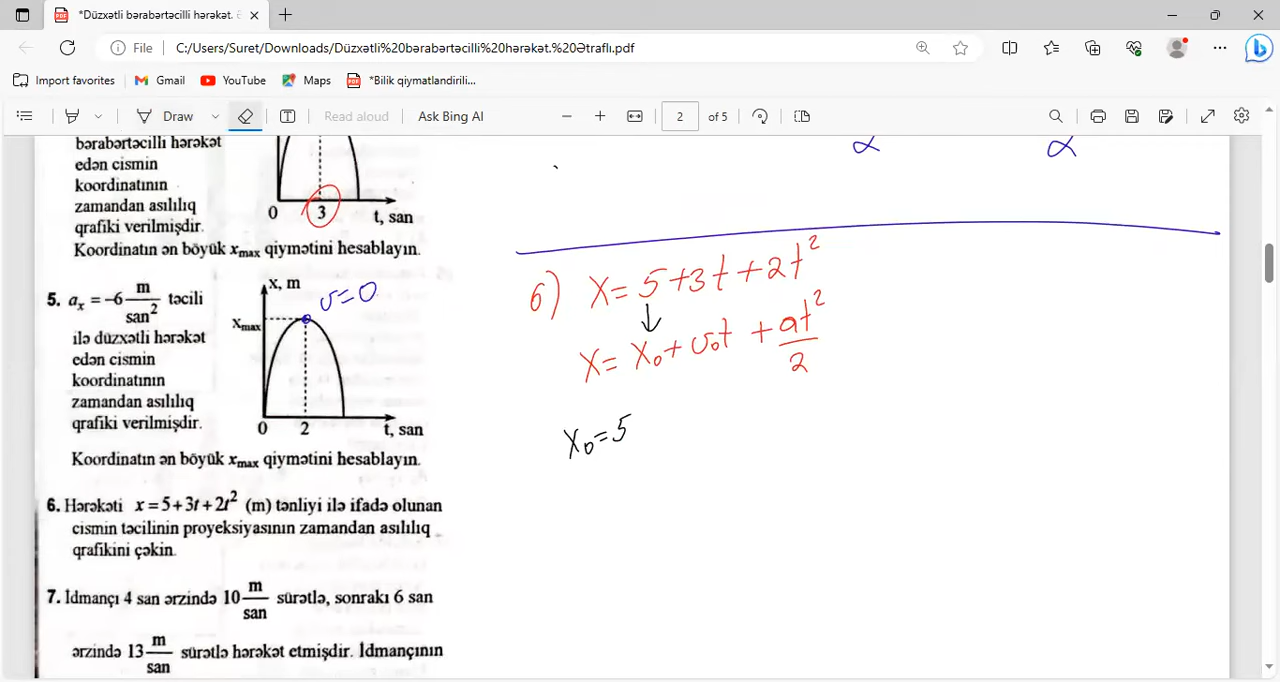 *Düzxətli bərabərtəcilli hərəkət. 
File C:/Users/Suret/Downloads/Düzxətli%20bərabərtəcilli%20hərəkət.%20Ətraflı.pdf
Import favorites Gmail YouTube Maps *Bilik qiymətləndirili...
Draw Read aloud Ask Bing AI 2 of 5
bərabərtəcilli hərəkət
edən cismin
koordinatının
zamandan asılılıq
qrafiki verilmişdir.
0 3 t, san
Koordinatın ən böyük xmax qiymətini hesablayın.
α α
5. aₓ = -6 m/san² təcili
ilə düzxətli hərəkət
edən cismin
koordinatının
zamandan asılılıq
qrafiki verilmişdir.
x, m
υ=0
xmax
0 2 t, san
Koordinatın ən böyük xmax qiymətini hesablayın.
6. Hərəkəti x = 5 + 3t + 2t² (m) tənliyi ilə ifadə olunan
cismin təcilinin proyeksiyasının zamandan asılılıq
qrafikini çəkin.
7. İdmançı 4 san ərzində 10 m/san sürətlə, sonrakı 6 san
ərzində 13 m/san sürətlə hərəkət etmişdir. İdmançının
6) x= 5+3t+2t²
x= x₀+υ₀t + at²/2
x₀=5